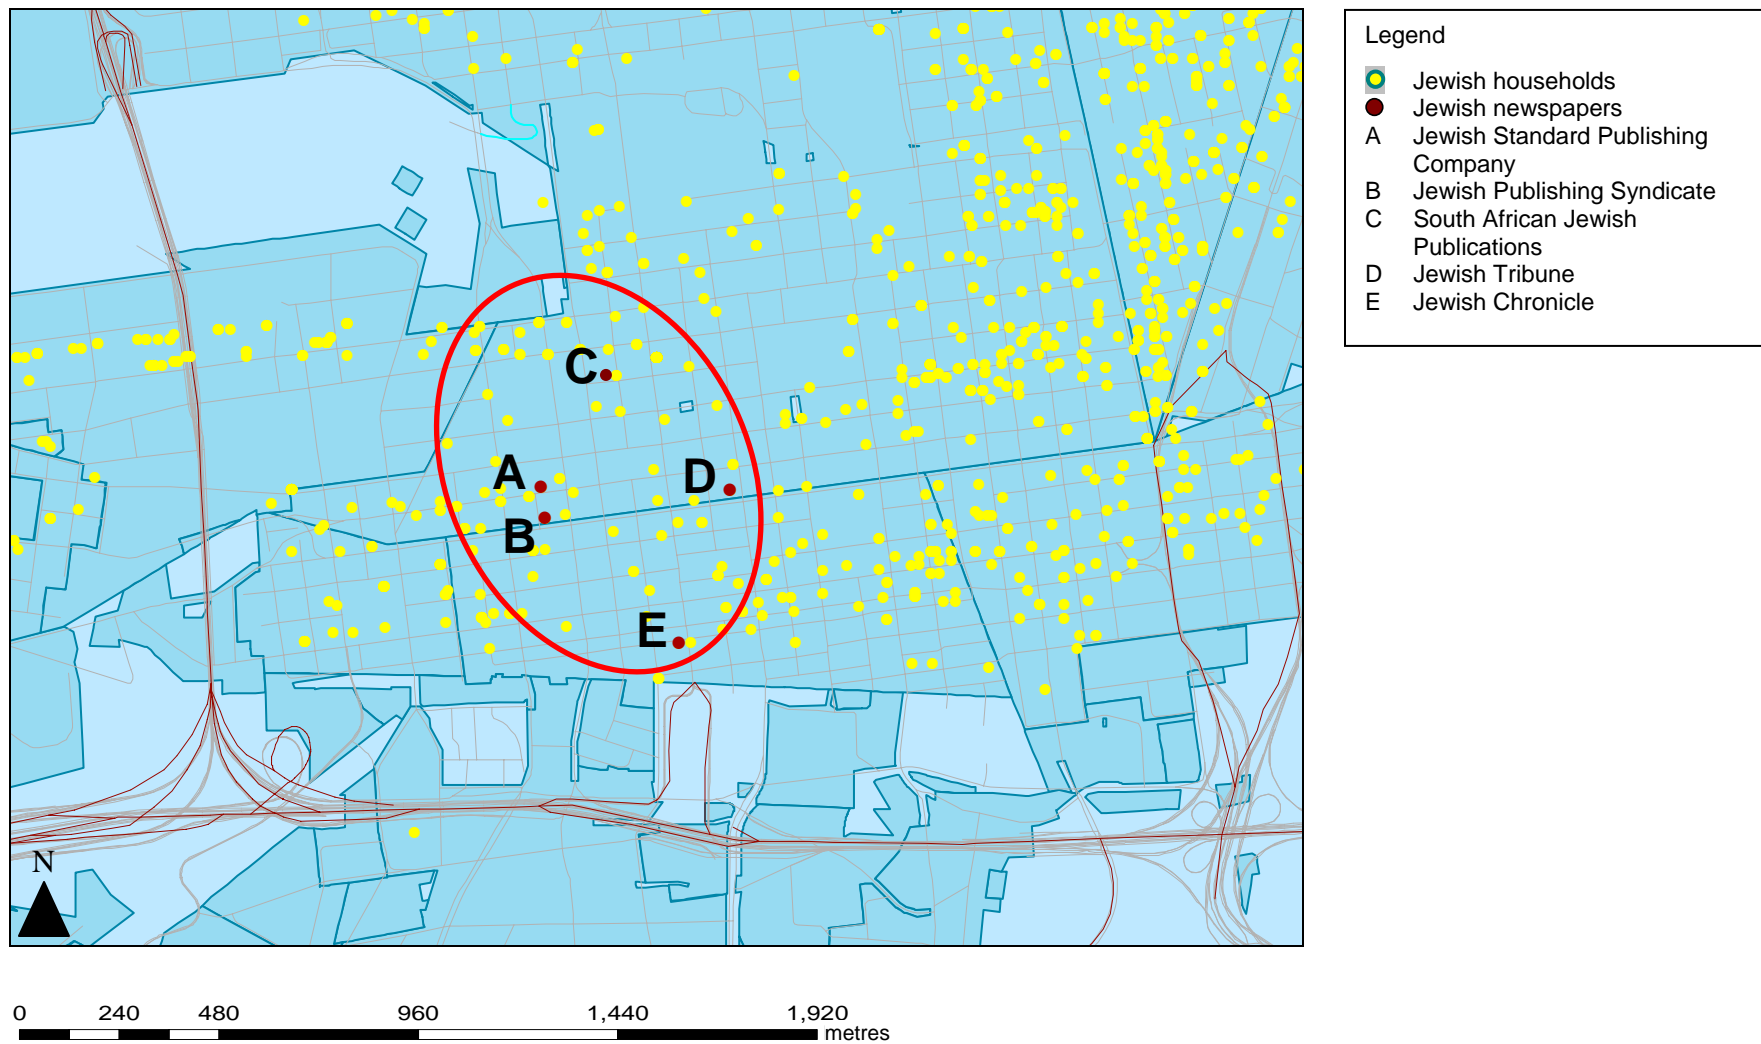 Legend
Jewish households
Jewish newspapers
A Jewish Standard Publishing
Company
B Jewish Publishing Syndicate
C South African Jewish
Publications
D Jewish Tribune
E Jewish Chronicle
C
A
D
B
E
N
0 240 480 960 1,440 1,920
metres